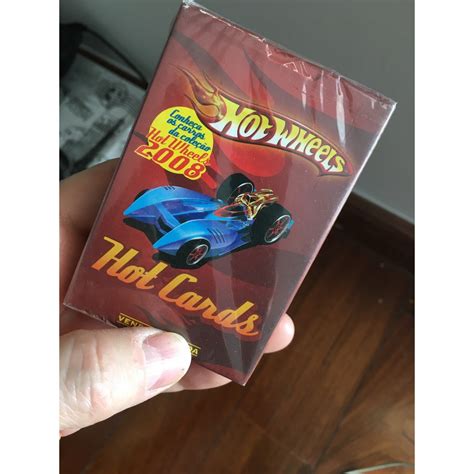 HOT WHEELS
Conheça
os carros
da coleção
Hot Wheels
2008
Hot Cards